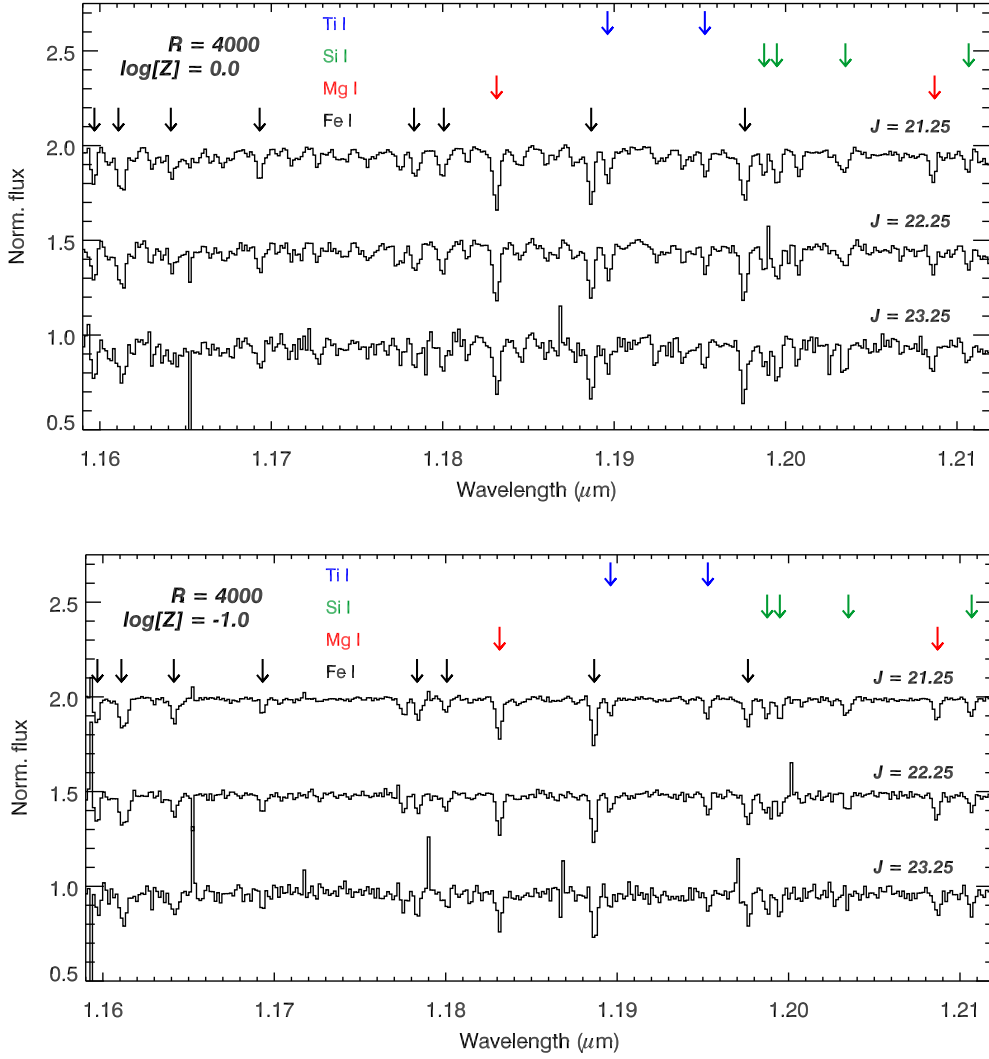 R = 4000
log[Z] = 0.0
Ti I
Si I
Mg I
Fe I
J = 21.25
J = 22.25
J = 23.25
2.5
2.0
1.5
1.0
0.5
Norm. flux
1.16 1.17 1.18 1.19 1.20 1.21
Wavelength (μm)
R = 4000
log[Z] = -1.0
Ti I
Si I
Mg I
Fe I
J = 21.25
J = 22.25
J = 23.25
2.5
2.0
1.5
1.0
0.5
Norm. flux
1.16 1.17 1.18 1.19 1.20 1.21
Wavelength (μm)